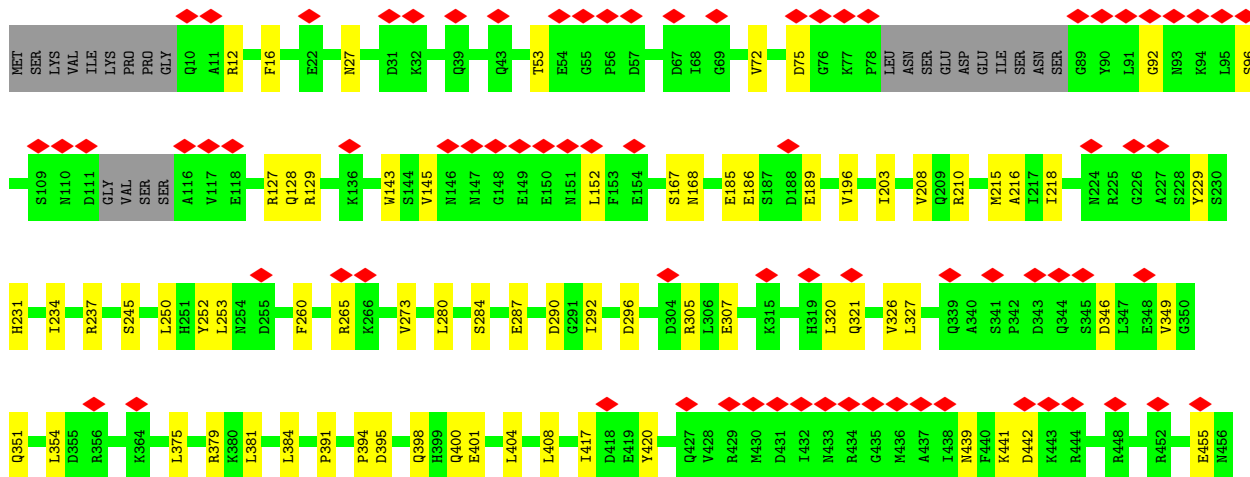 MET SER LYS VAL ILE LYS PRO PRO GLY Q10 A11 R12 F16 E22 N27 D31 K32 Q39 Q43 T53 E54 G55 P56 D57 D67 I68 G69 V72 D75 G76 K77 P78 LEU ASN SER GLU ASP GLU ILE SER ASN SER G89 Y90 L91 G92 N93 K94 L95 S96
S109 N110 D111 GLY VAL SER SER A116 V117 E118 R127 Q128 R129 K136 W143 S144 V145 N146 N147 G148 E149 E150 N151 L152 F153 E154 S167 N168 E185 E186 S187 D188 E189 V196 I203 V208 Q209 R210 M215 A216 I217 I218 N224 R225 G226 A227 S228 Y229 S230
H231 I234 R237 S245 L250 H251 Y252 L253 N254 D255 F260 R265 K266 V273 L280 S284 E287 D290 G291 I292 D296 D304 R305 L306 E307 K315 H319 L320 Q321 V326 L327 Q339 A340 S341 P342 D343 Q344 S345 D346 L347 E348 V349 G350
Q351 L354 D355 R356 K364 L375 R379 K380 L381 L384 P391 P394 D395 Q398 H399 Q400 E401 L404 L408 I417 D418 E419 Y420 Q427 V428 R429 M430 D431 I432 N433 R434 G435 M436 A437 I438 N439 F440 K441 D442 K443 R444 R448 R452 E455 N456